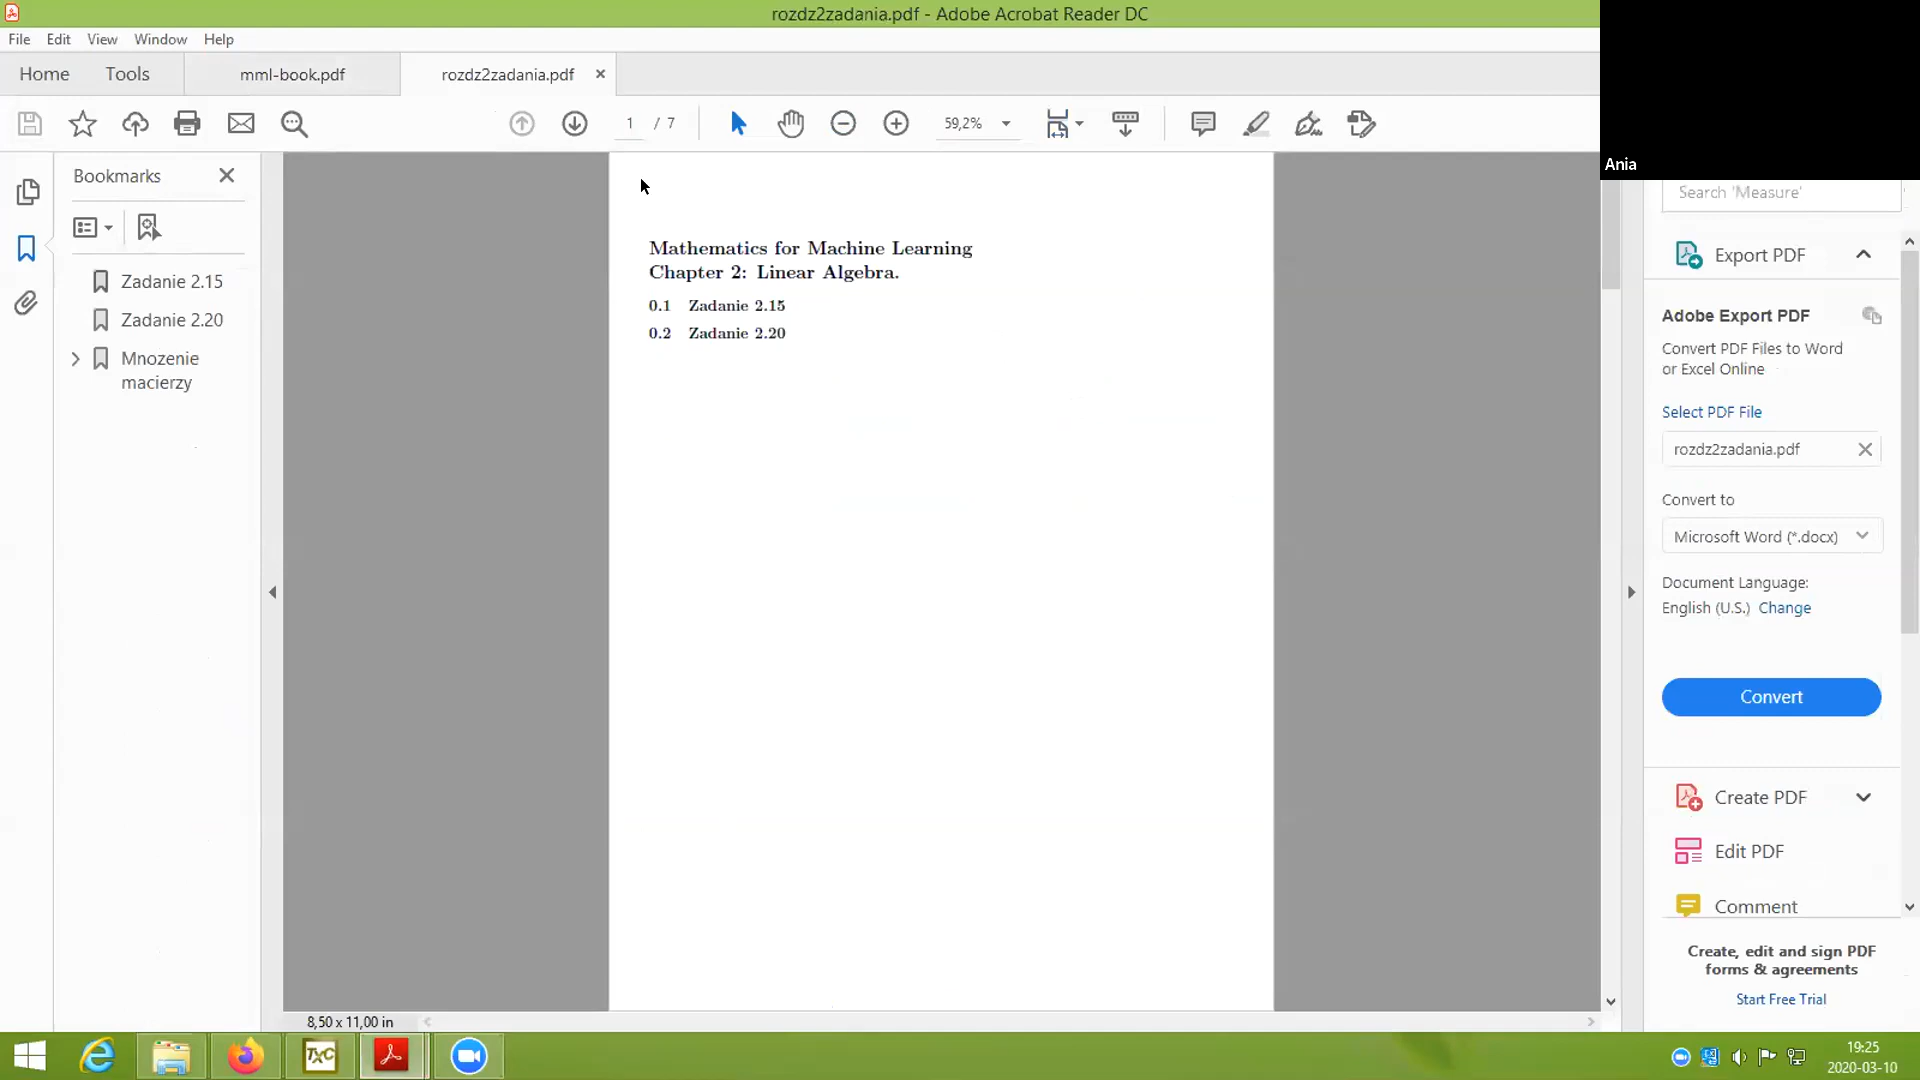 rozdz2zadania.pdf - Adobe Acrobat Reader DC
File Edit View Window Help
Home Tools mml-book.pdf rozdz2zadania.pdf
1 / 7 59,2%
Ania
Bookmarks
Search 'Measure'
Zadanie 2.15
Zadanie 2.20
Mnozenie
macierzy
Mathematics for Machine Learning
Chapter 2: Linear Algebra.
0.1 Zadanie 2.15
0.2 Zadanie 2.20
Export PDF
Adobe Export PDF
Convert PDF Files to Word
or Excel Online
Select PDF File
rozdz2zadania.pdf
Convert to
Microsoft Word (*.docx)
Document Language:
English (U.S.) Change
Convert
Create PDF
Edit PDF
Comment
Create, edit and sign PDF
forms & agreements
Start Free Trial
8,50 x 11,00 in
TXC
19:25
2020-03-10